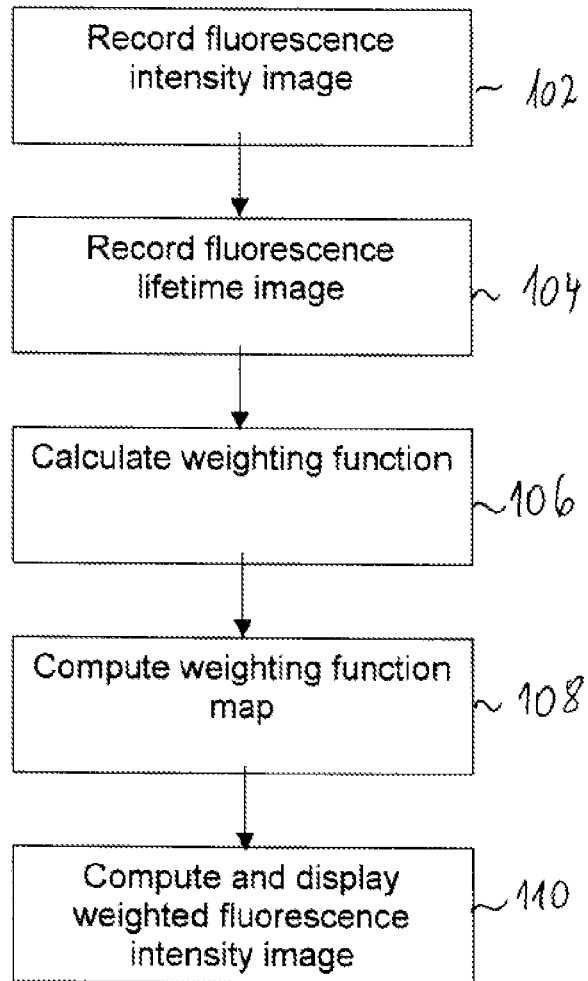 Record fluorescence
intensity image
102
Record fluorescence
lifetime image
104
Calculate weighting function
106
Compute weighting function
map
108
Compute and display
weighted fluorescence
intensity image
110